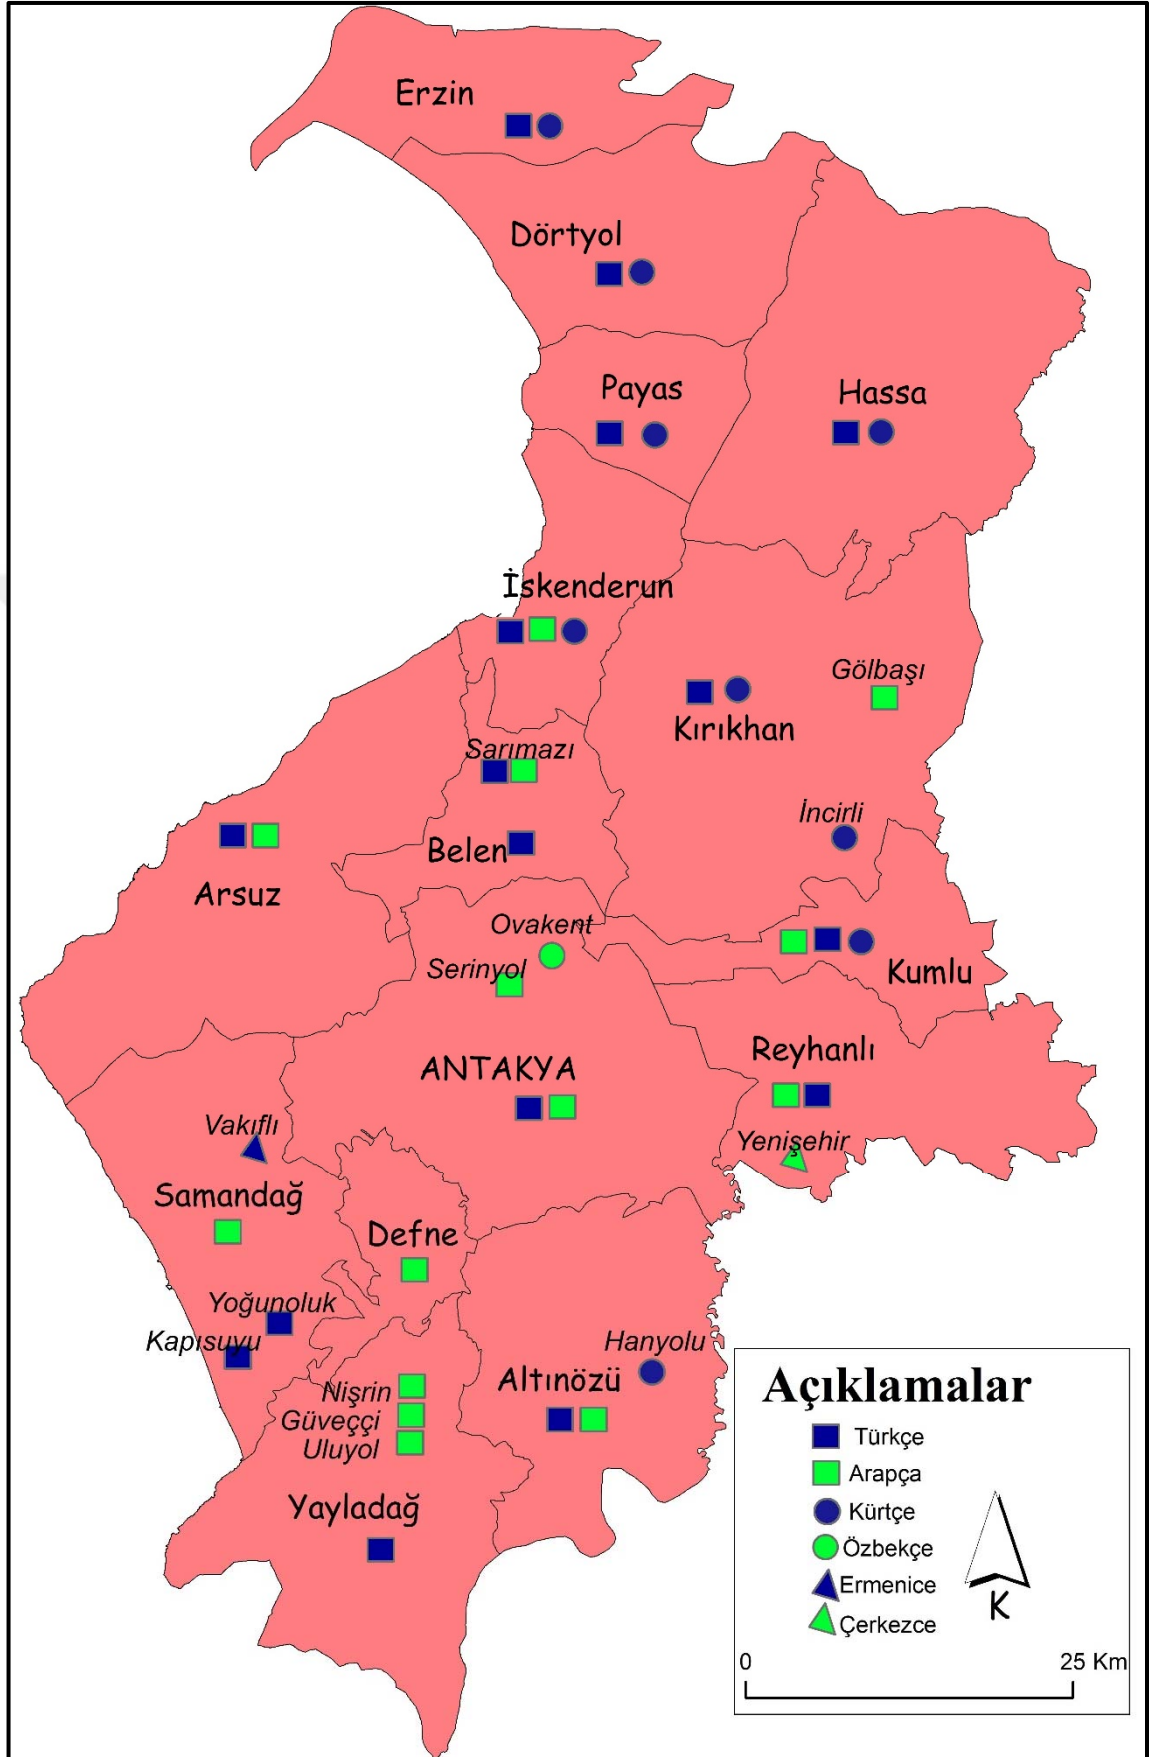 Erzin
Dörtyol
Payas
Hassa
İskenderun
Gölbaşı
Kırıkhan
Sarımazı
İncirli
Belen
Arsuz
Ovakent
Serinyol
Kumlu
Reyhanlı
ANTAKYA
Vakıflı
Yenişehir
Samandağ
Defne
Yoğunoluk
Kapısuyu
Hanyolu
Altınözü
Nişrin
Güveççi
Uluyol
Yayladağ
Açıklamalar
Türkçe
Arapça
Kürtçe
Özbekçe
Ermenice
Çerkezce
K
0 25 Km